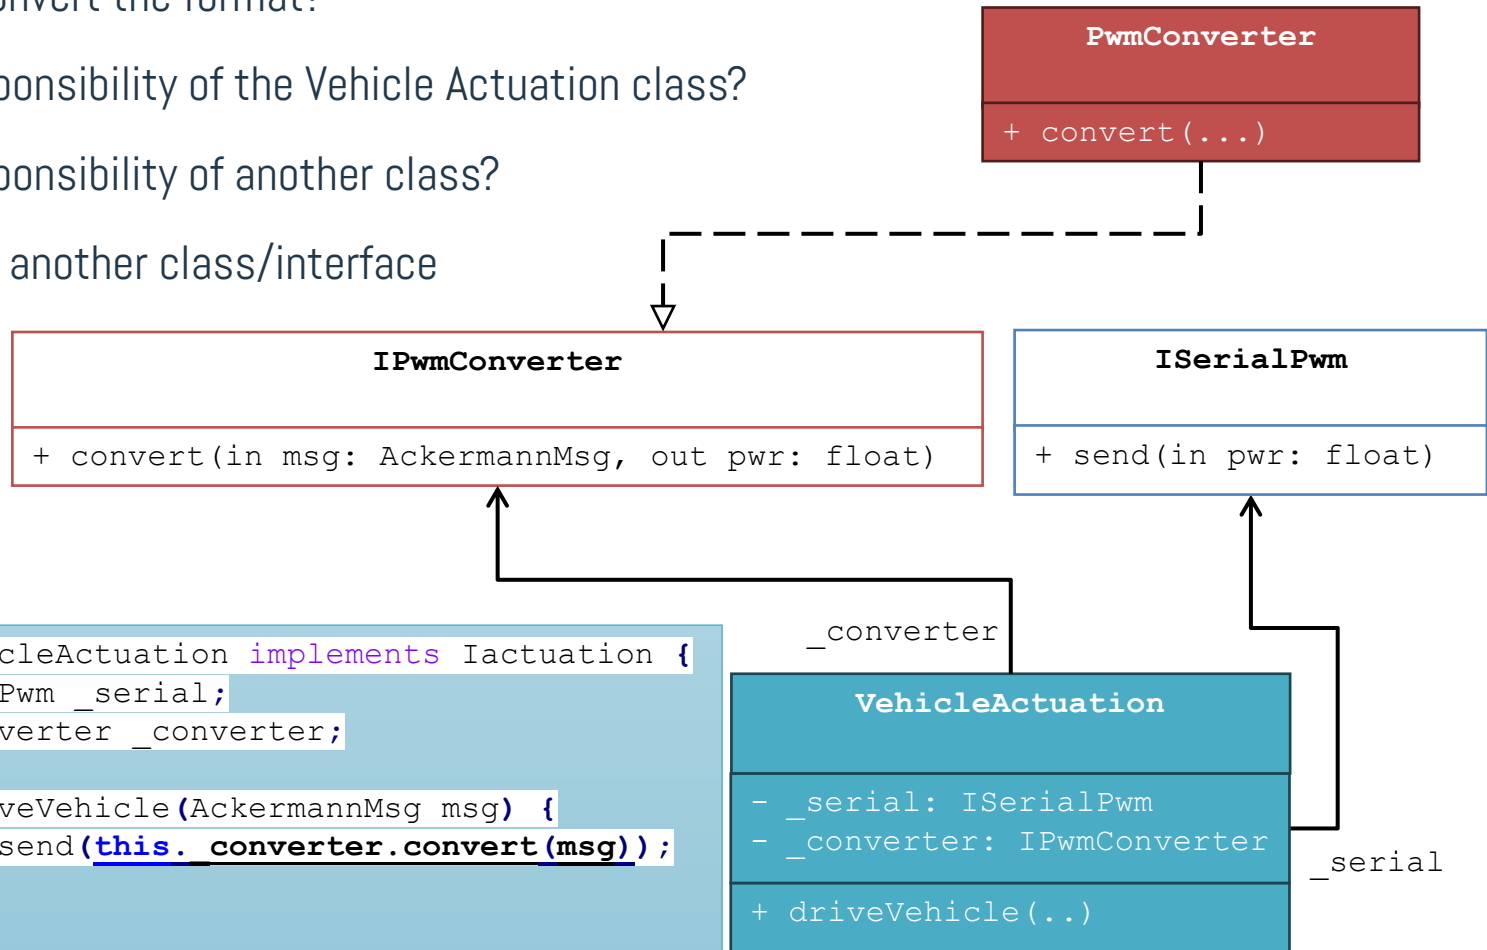 convert the format?
ponsibility of the Vehicle Actuation class?
ponsibility of another class?
another class/interface
PwmConverter
+ convert(...)
IPwmConverter
+ convert(in msg: AckermannMsg, out pwr: float)
ISerialPwm
+ send(in pwr: float)
_converter
cleActuation implements Iactuation {
Pwm _serial;
verter _converter;
veVehicle(AckermannMsg msg) {
send(this._converter.convert(msg));
VehicleActuation
- _serial: ISerialPwm
- _converter: IPwmConverter
+ driveVehicle(..)
_serial